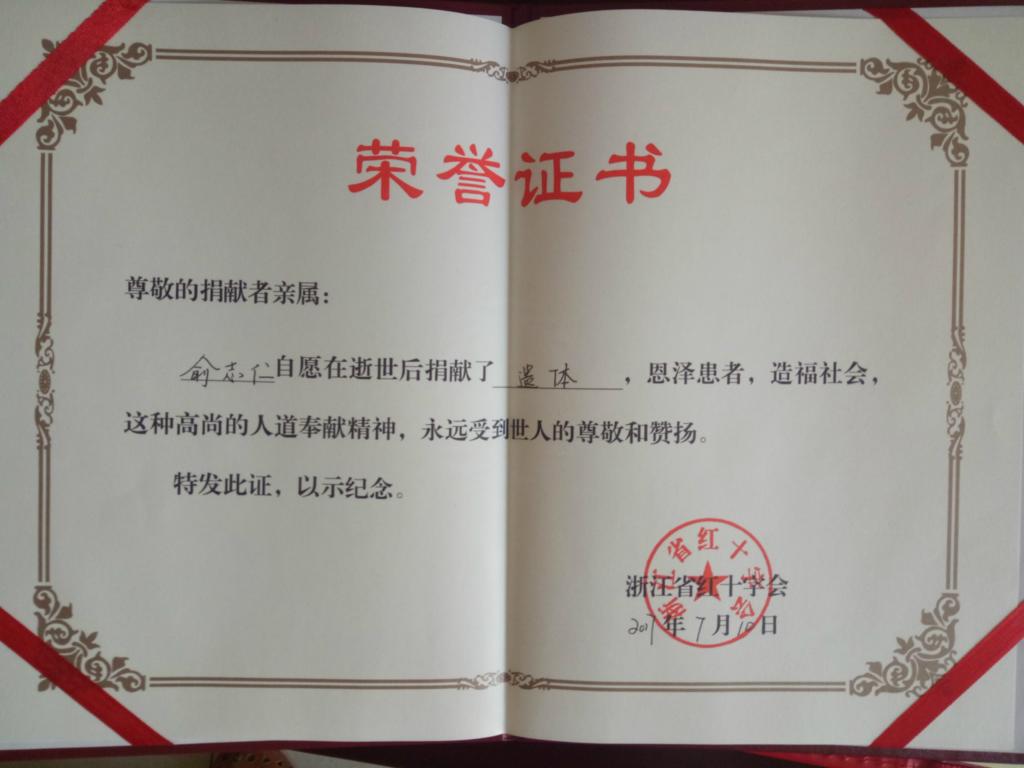 荣誉证书
尊敬的捐献者亲属：
俞志仁自愿在逝世后捐献了遗体，恩泽患者，造福社会，
这种高尚的人道奉献精神，永远受到世人的尊敬和赞扬。
特发此证，以示纪念。
浙江省红十字会
浙江省红十字会
2017年7月10日